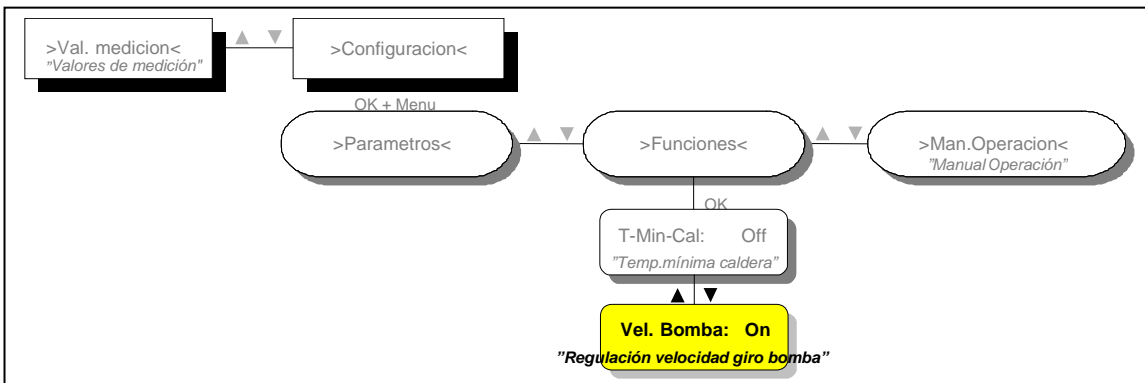 >Val. medicion<
"Valores de medición"
▲ ▼
>Configuracion<
OK + Menu
>Parametros<
▲ ▼
>Funciones<
▲ ▼
>Man.Operacion<
"Manual Operación"
OK
T-Min-Cal: Off
"Temp.mínima caldera"
▲ ▼
Vel. Bomba: On
"Regulación velocidad giro bomba"